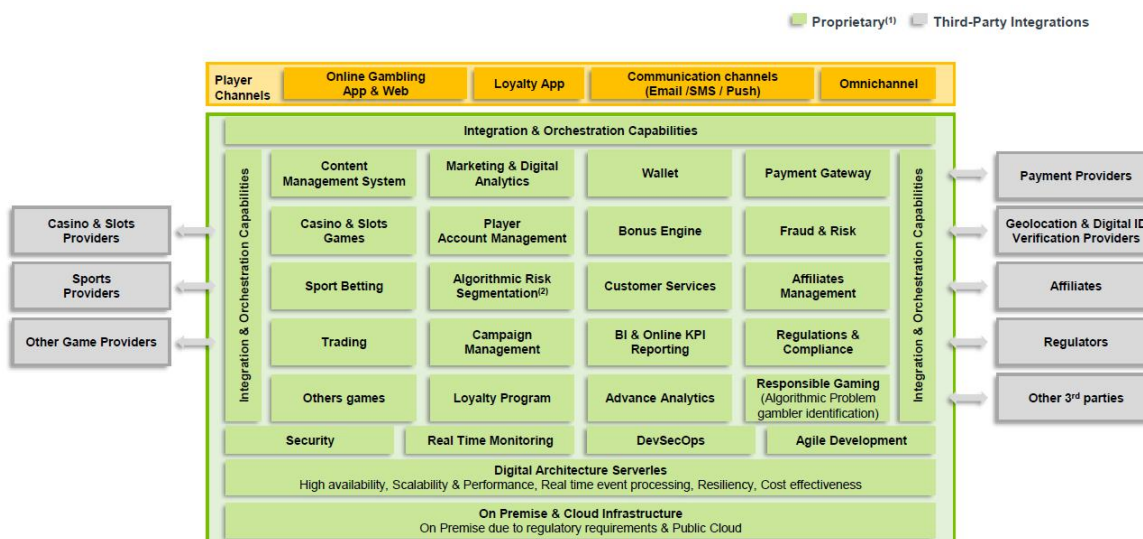 Proprietary(1)
Third-Party Integrations
Player
Channels
Online Gambling
App & Web
Loyalty App
Communication channels
(Email /SMS / Push)
Omnichannel
Integration & Orchestration Capabilities
Integration & Orchestration Capabilities
Content
Management System
Marketing & Digital
Analytics
Wallet
Payment Gateway
Casino & Slots
Games
Player
Account Management
Bonus Engine
Fraud & Risk
Sport Betting
Algorithmic Risk
Segmentation(2)
Customer Services
Affiliates
Management
Trading
Campaign
Management
BI & Online KPI
Reporting
Regulations &
Compliance
Others games
Loyalty Program
Advance Analytics
Responsible Gaming
(Algorithmic Problem
gambler identification)
Integration & Orchestration Capabilities
Casino & Slots
Providers
Sports
Providers
Other Game Providers
Payment Providers
Geolocation & Digital ID
Verification Providers
Affiliates
Regulators
Other 3rd parties
Security
Real Time Monitoring
DevSecOps
Agile Development
Digital Architecture Serverles
High availability, Scalability & Performance, Real time event processing, Resiliency, Cost effectiveness
On Premise & Cloud Infrastructure
On Premise due to regulatory requirements & Public Cloud